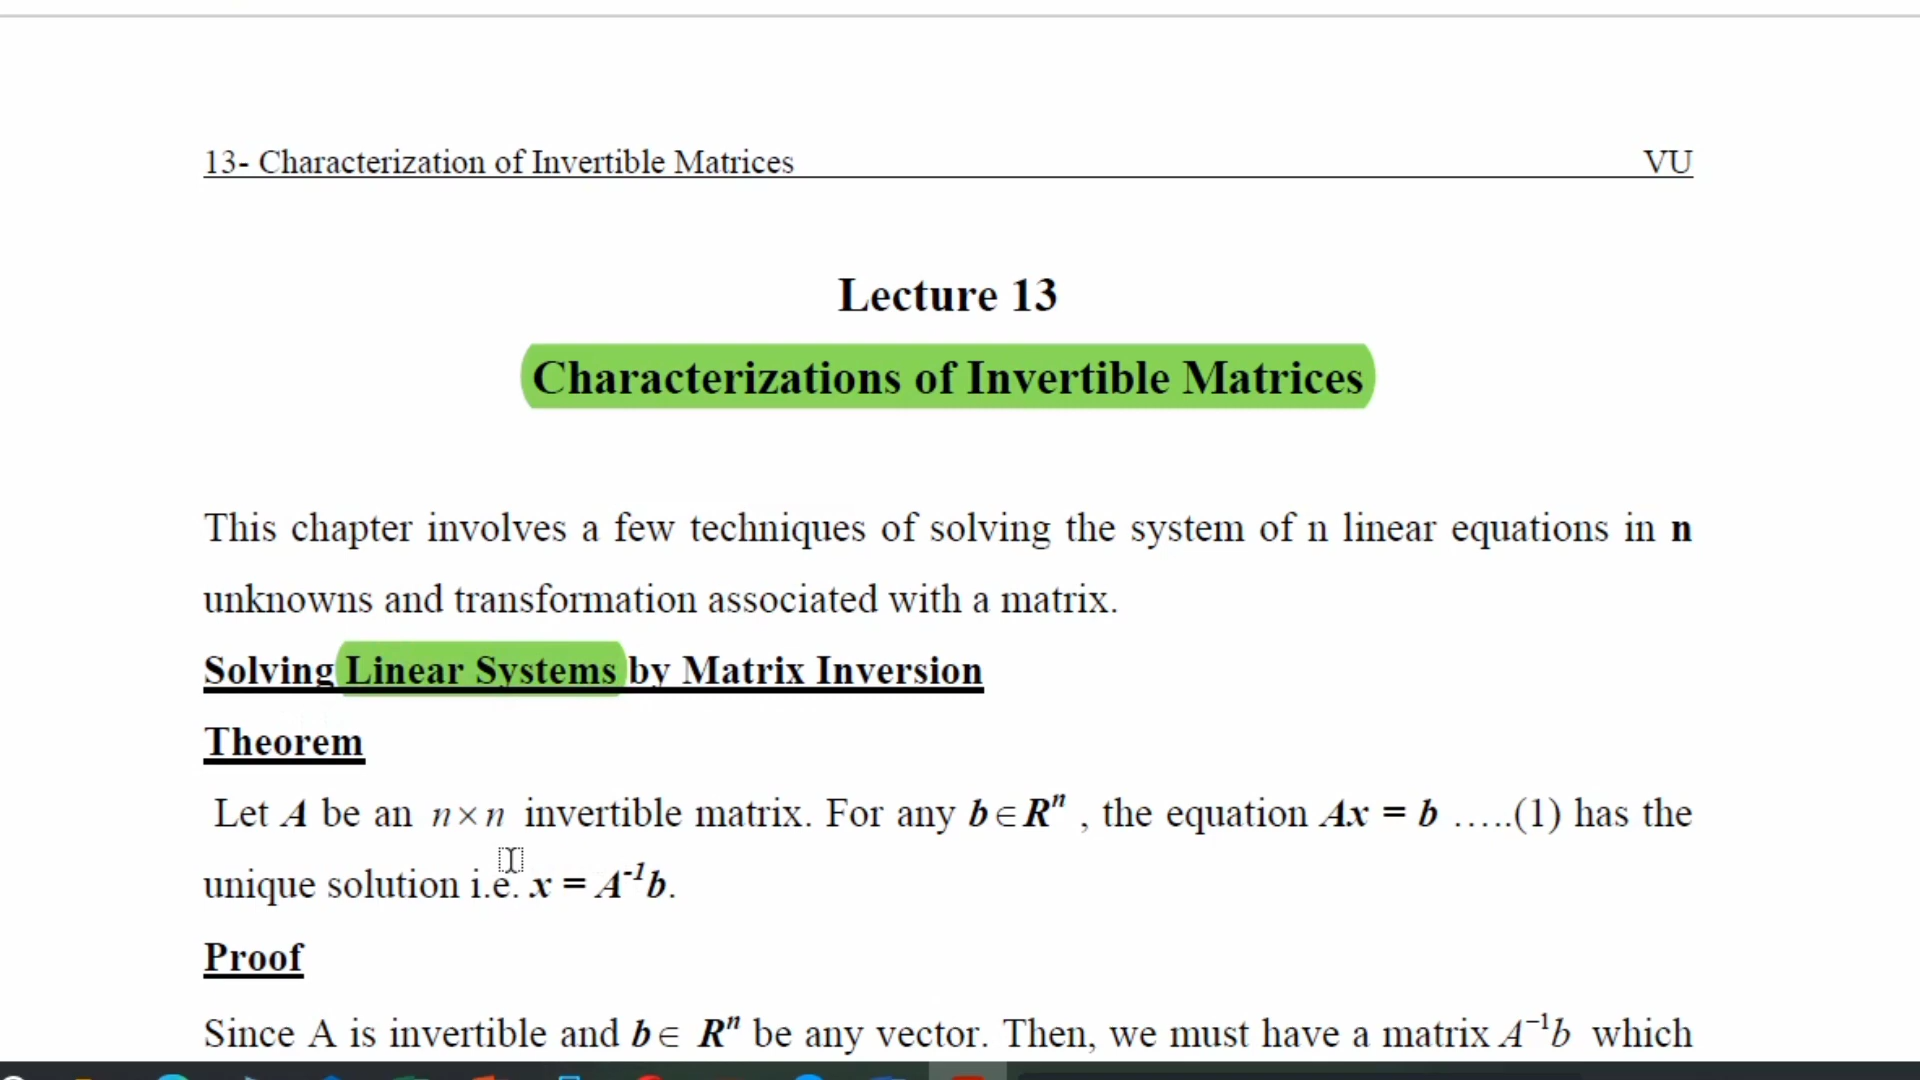 13- Characterization of Invertible Matrices VU
Lecture 13
Characterizations of Invertible Matrices
This chapter involves a few techniques of solving the system of n linear equations in n
unknowns and transformation associated with a matrix.
Solving Linear Systems by Matrix Inversion
Theorem
Let A be an n×n invertible matrix. For any b∈Rⁿ , the equation Ax = b …..(1) has the
unique solution i.e. x = A⁻¹b.
Proof
Since A is invertible and b∈ Rⁿ be any vector. Then, we must have a matrix A⁻¹b which